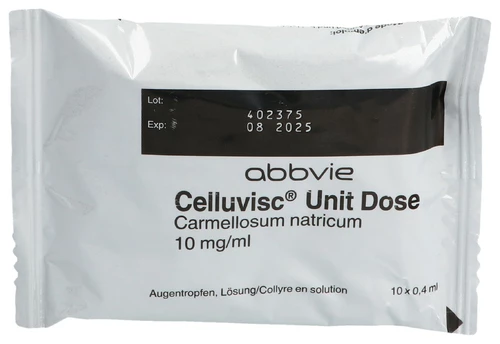 Lot:
402375
Exp:
08 2025
abbvie
Celluvisc® Unit Dose
Carmellosum natricum
10 mg/ml
Augentropfen, Lösung/Collyre en solution
10 x 0,4 ml